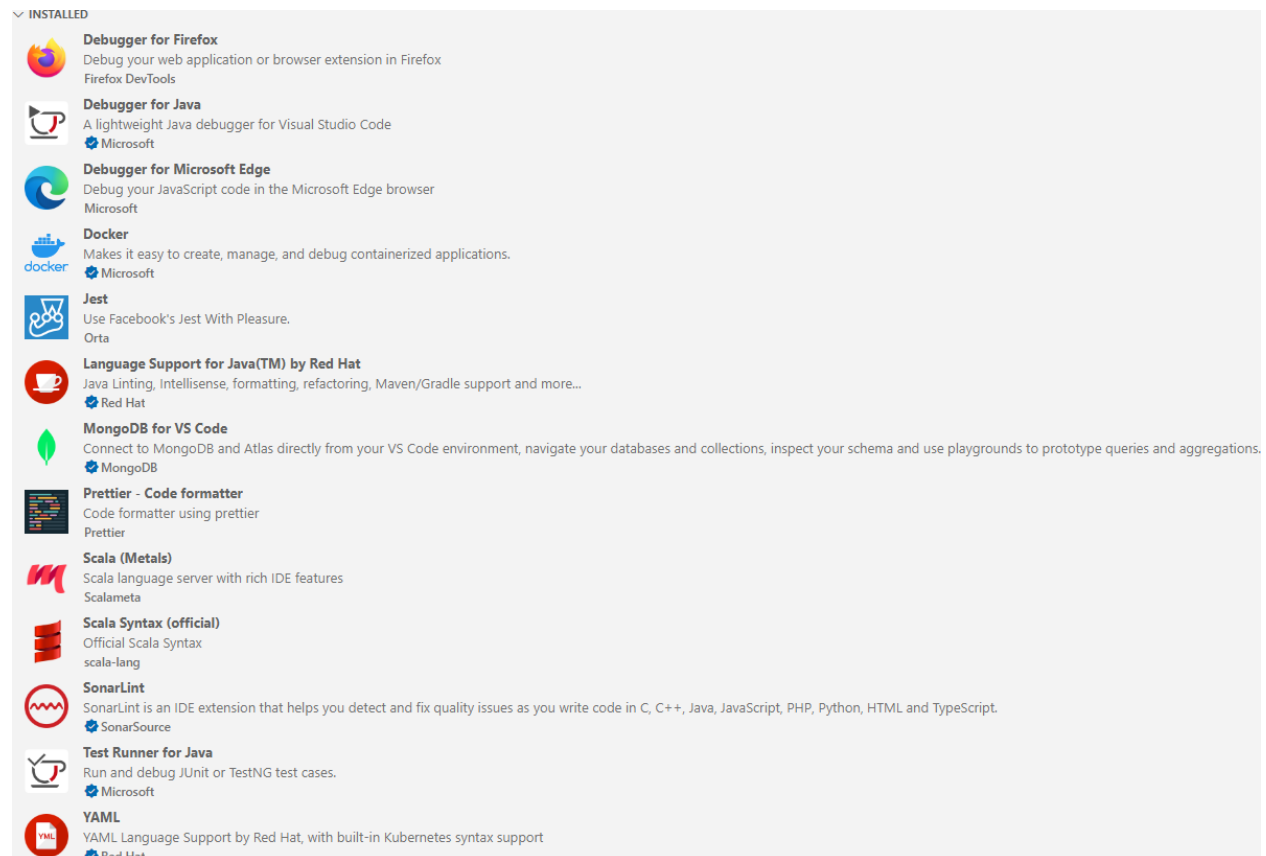 INSTALLED
Debugger for Firefox
Debug your web application or browser extension in Firefox
Firefox DevTools
Debugger for Java
A lightweight Java debugger for Visual Studio Code
Microsoft
Debugger for Microsoft Edge
Debug your JavaScript code in the Microsoft Edge browser
Microsoft
Docker
Makes it easy to create, manage, and debug containerized applications.
docker
Microsoft
Jest
Use Facebook's Jest With Pleasure.
Orta
Language Support for Java(TM) by Red Hat
Java Linting, Intellisense, formatting, refactoring, Maven/Gradle support and more...
Red Hat
MongoDB for VS Code
Connect to MongoDB and Atlas directly from your VS Code environment, navigate your databases and collections, inspect your schema and use playgrounds to prototype queries and aggregations.
MongoDB
Prettier - Code formatter
Code formatter using prettier
Prettier
Scala (Metals)
Scala language server with rich IDE features
Scalameta
Scala Syntax (official)
Official Scala Syntax
scala-lang
SonarLint
SonarLint is an IDE extension that helps you detect and fix quality issues as you write code in C, C++, Java, JavaScript, PHP, Python, HTML and TypeScript.
SonarSource
Test Runner for Java
Run and debug JUnit or TestNG test cases.
Microsoft
YAML
YML
YAML Language Support by Red Hat, with built-in Kubernetes syntax support
Red Hat